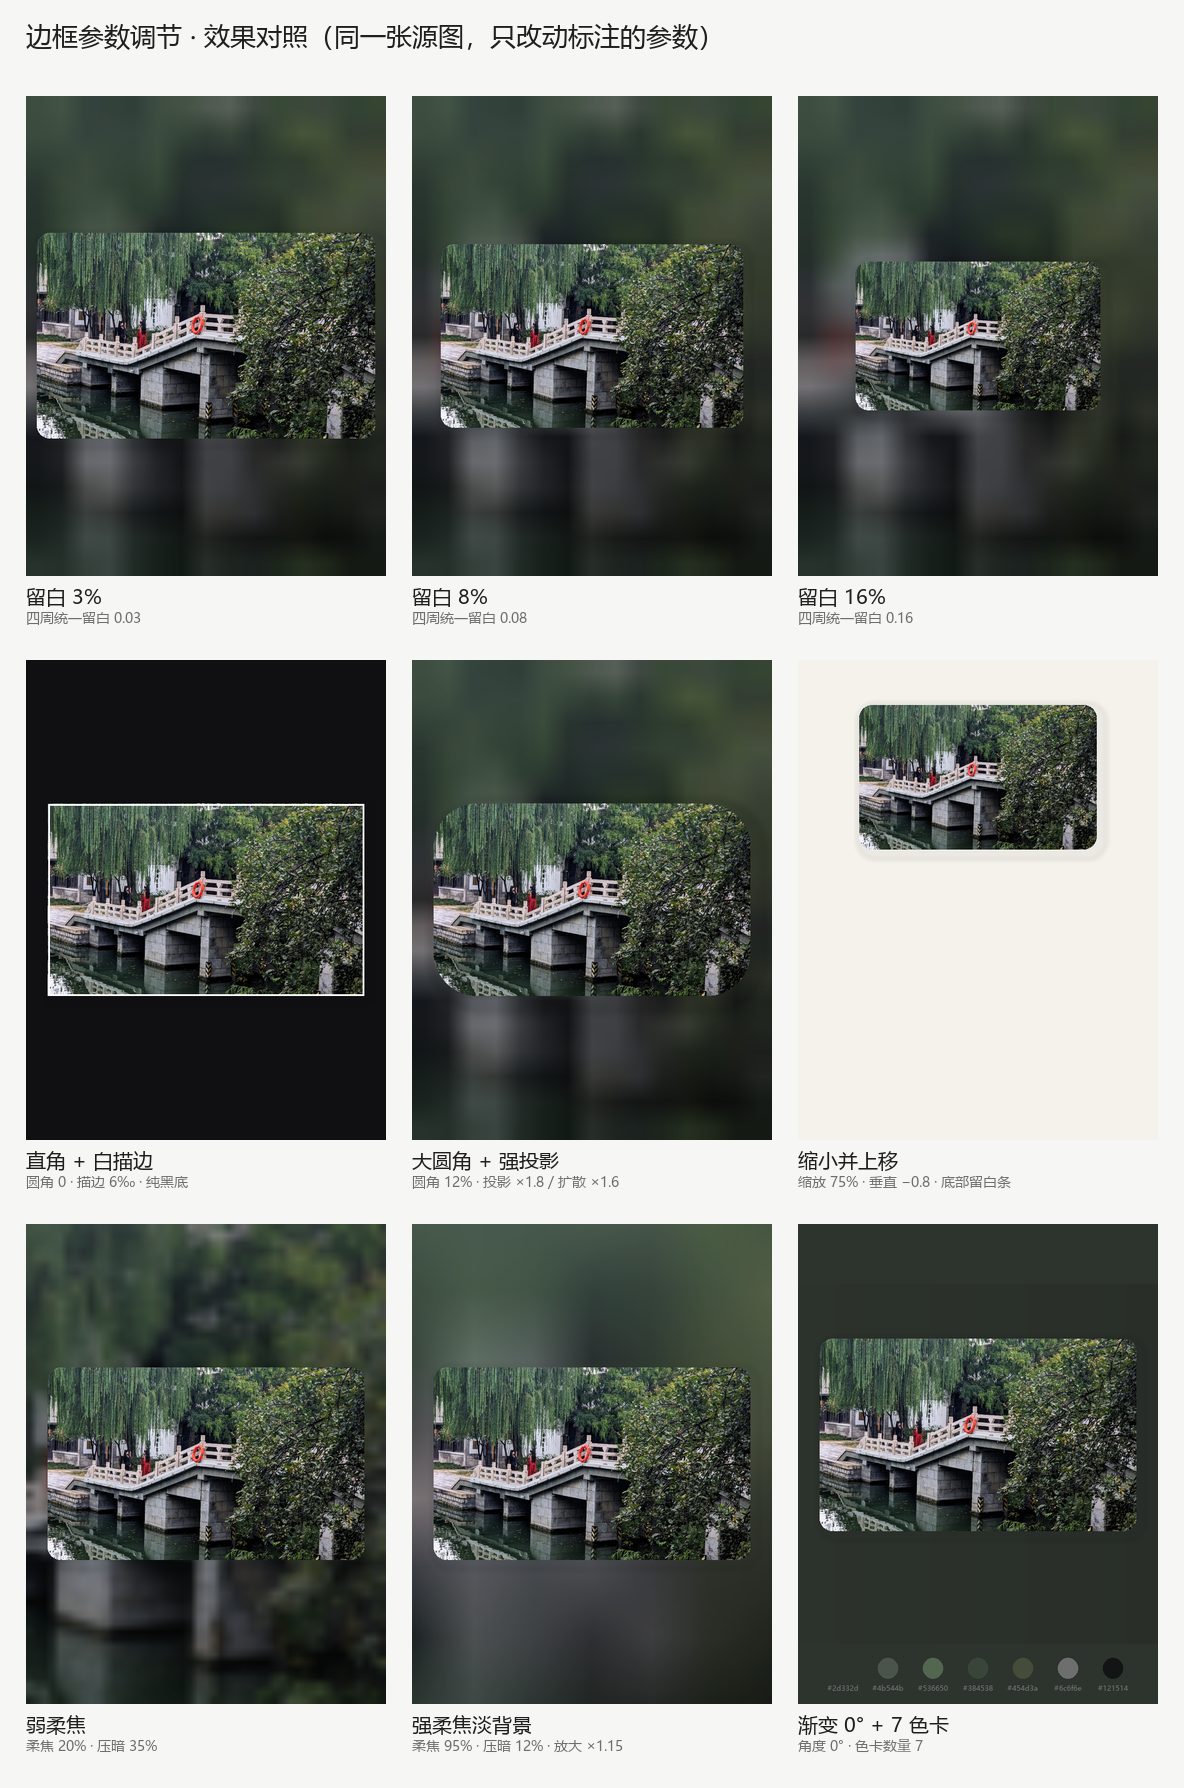 边框参数调节 · 效果对照（同一张源图，只改动标注的参数）
留白 3%
四周统一留白 0.03
留白 8%
四周统一留白 0.08
留白 16%
四周统一留白 0.16
直角 + 白描边
圆角 0 · 描边 6‰ · 纯黑底
大圆角 + 强投影
圆角 12% · 投影 ×1.8 / 扩散 ×1.6
缩小并上移
缩放 75% · 垂直 −0.8 · 底部留白条
#2d332d #4b544b #536650 #384538 #454d3a #6c6f6e #121514
弱柔焦
柔焦 20% · 压暗 35%
强柔焦淡背景
柔焦 95% · 压暗 12% · 放大 ×1.15
渐变 0° + 7 色卡
角度 0° · 色卡数量 7